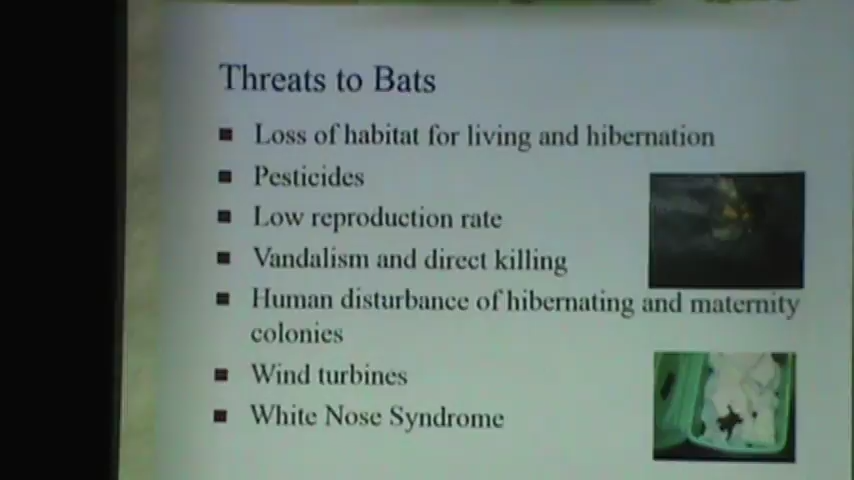 Threats to Bats
Loss of habitat for living and hibernation
Pesticides
Low reproduction rate
Vandalism and direct killing
Human disturbance of hibernating and maternity
colonies
Wind turbines
White Nose Syndrome